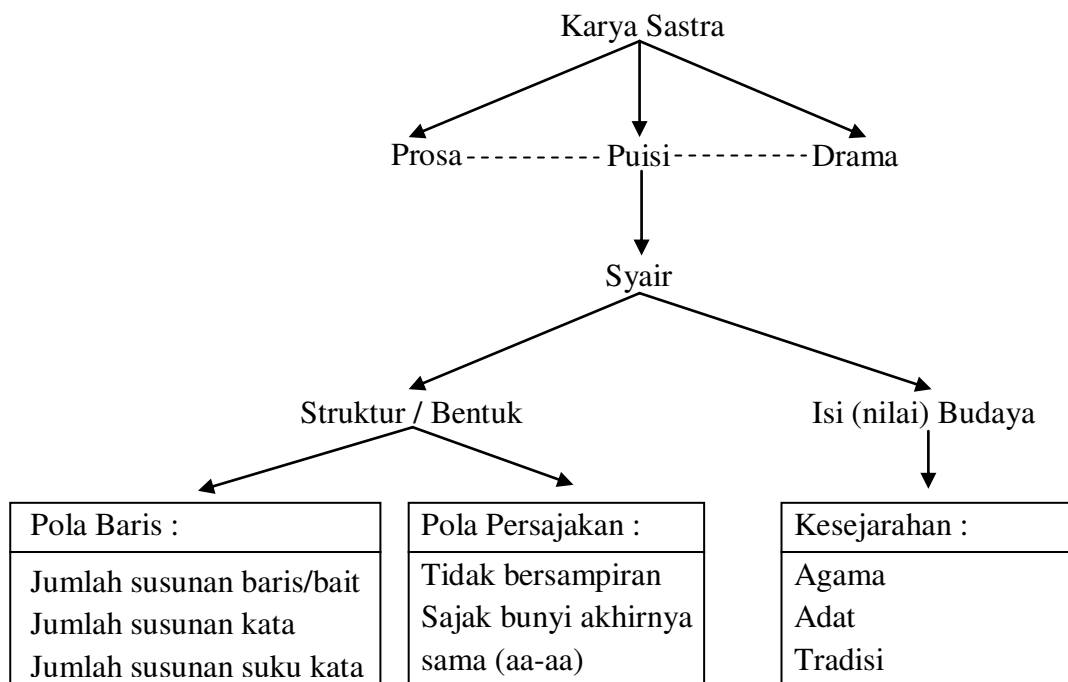 Karya Sastra
Prosa Puisi Drama
Syair
Struktur / Bentuk
Isi (nilai) Budaya
Pola Baris :
Jumlah susunan baris/bait
Jumlah susunan kata
Jumlah susunan suku kata
Pola Persajakan :
Tidak bersampiran
Sajak bunyi akhirnya
sama (aa-aa)
Kesejarahan :
Agama
Adat
Tradisi